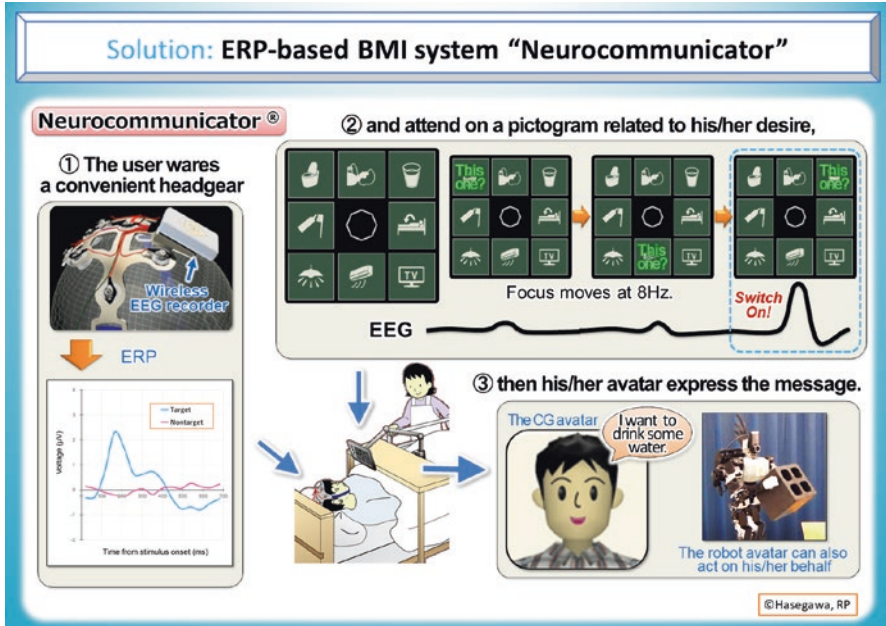 Solution: ERP-based BMI system “Neurocommunicator”
Neurocommunicator ®
① The user wares
a convenient headgear
Wireless
EEG recorder
ERP
Target
Nontarget
Voltage (μV)
Time from stimulus onset (ms)
② and attend on a pictogram related to his/her desire,
TV
This
one?
TV
This
one?
TV
This
one?
TV
Focus moves at 8Hz.
Switch
On!
EEG
③ then his/her avatar express the message.
The CG avatar
I want to
drink some
water.
The robot avatar can also
act on his/her behalf
©Hasegawa, RP